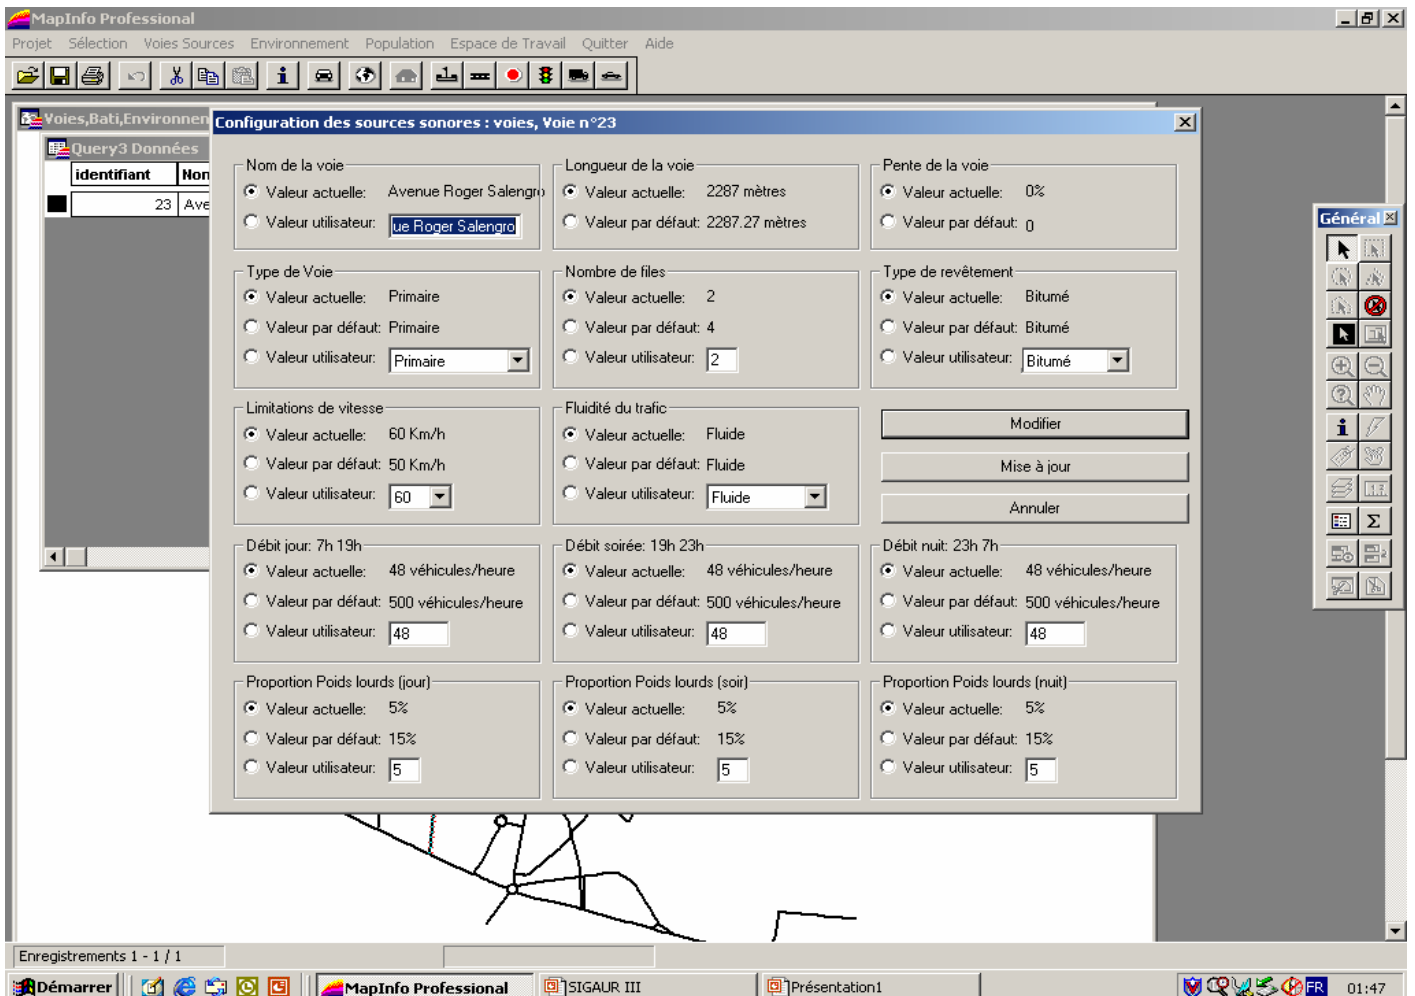 MapInfo Professional
Projet Sélection Voies Sources Environnement Population Espace de Travail Quitter Aide
Voies,Bati,Environnen
Configuration des sources sonores : voies, Voie n°23
Query3 Données
identifiant Non
23 Ave
Nom de la voie
Valeur actuelle: Avenue Roger Salengro
Valeur utilisateur: ue Roger Salengro
Longueur de la voie
Valeur actuelle: 2287 mètres
Valeur par défaut: 2287.27 mètres
Pente de la voie
Valeur actuelle: 0%
Valeur par défaut: 0
Général
Type de Voie
Valeur actuelle: Primaire
Valeur par défaut: Primaire
Valeur utilisateur: Primaire
Nombre de files
Valeur actuelle: 2
Valeur par défaut: 4
Valeur utilisateur: 2
Type de revêtement
Valeur actuelle: Bitumé
Valeur par défaut: Bitumé
Valeur utilisateur: Bitumé
Limitations de vitesse
Valeur actuelle: 60 Km/h
Valeur par défaut: 50 Km/h
Valeur utilisateur: 60
Fluidité du trafic
Valeur actuelle: Fluide
Valeur par défaut: Fluide
Valeur utilisateur: Fluide
Modifier
Mise à jour
Annuler
Débit jour: 7h 19h
Valeur actuelle: 48 véhicules/heure
Valeur par défaut: 500 véhicules/heure
Valeur utilisateur: 48
Débit soirée: 19h 23h
Valeur actuelle: 48 véhicules/heure
Valeur par défaut: 500 véhicules/heure
Valeur utilisateur: 48
Débit nuit: 23h 7h
Valeur actuelle: 48 véhicules/heure
Valeur par défaut: 500 véhicules/heure
Valeur utilisateur: 48
Proportion Poids lourds (jour)
Valeur actuelle: 5%
Valeur par défaut: 15%
Valeur utilisateur: 5
Proportion Poids lourds (soir)
Valeur actuelle: 5%
Valeur par défaut: 15%
Valeur utilisateur: 5
Proportion Poids lourds (nuit)
Valeur actuelle: 5%
Valeur par défaut: 15%
Valeur utilisateur: 5
Enregistrements 1 - 1 / 1
Démarrer MapInfo Professional SIGAUR III Présentation1 FR 01:47